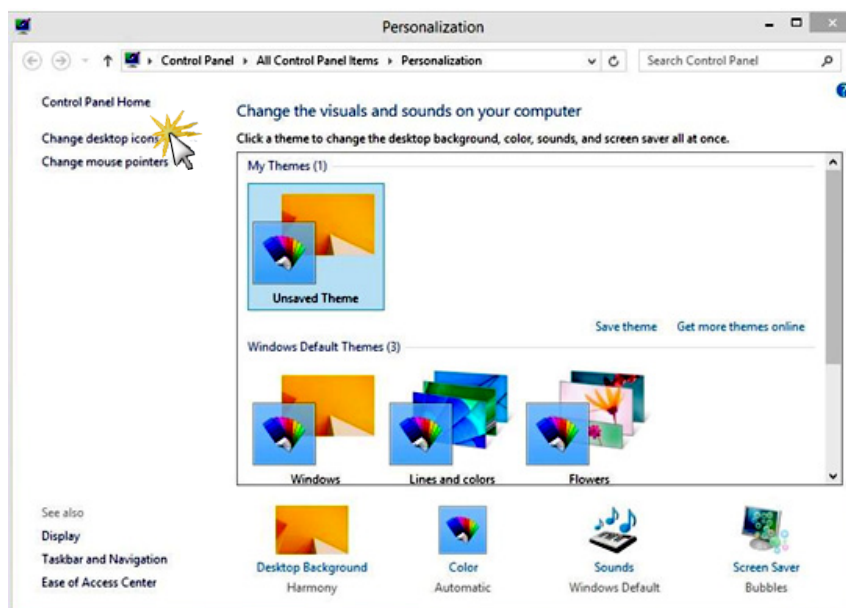 Personalization
Control Panel All Control Panel Items Personalization
Search Control Panel
Control Panel Home
Change desktop icons
Change mouse pointers
Change the visuals and sounds on your computer
Click a theme to change the desktop background, color, sounds, and screen saver all at once.
My Themes (1)
Unsaved Theme
Save theme Get more themes online
Windows Default Themes (3)
Windows Lines and colors Flowers
See also
Display
Taskbar and Navigation
Ease of Access Center
Desktop Background
Harmony
Color
Automatic
Sounds
Windows Default
Screen Saver
Bubbles